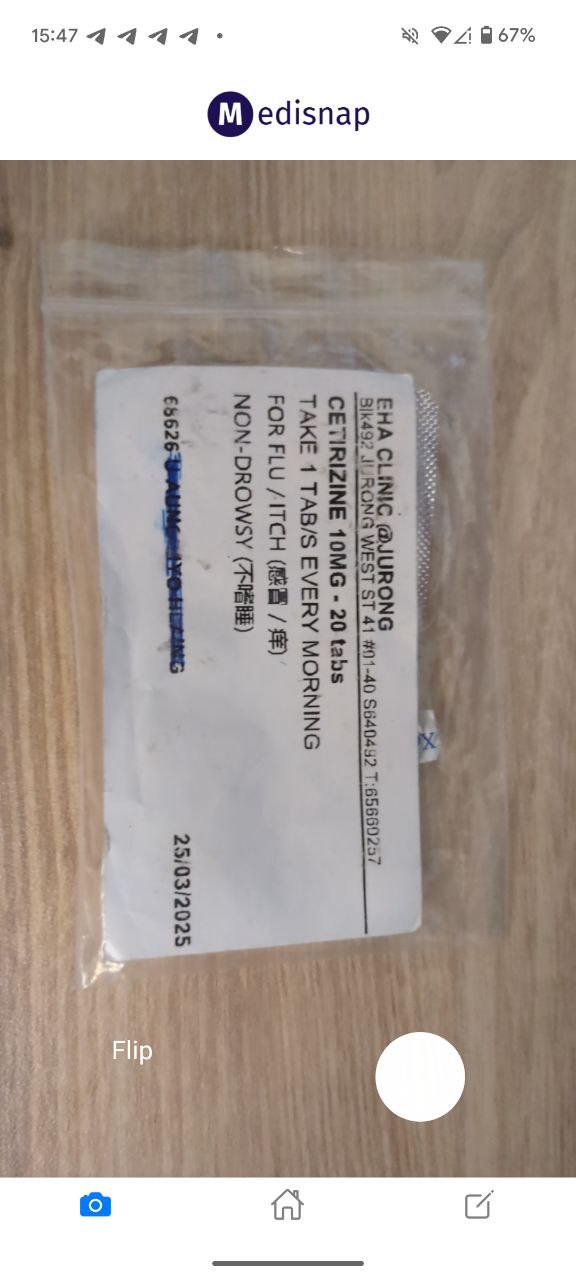 15:47
67%
Medisnap
EHA CLINIC @JURONG
Blk492 JURONG WEST ST 41 #01-40 S640492 T:65660257
CETIRIZINE 10MG - 20 tabs
TAKE 1 TAB/S EVERY MORNING
FOR FLU / ITCH (感冒 / 痒)
NON-DROWSY (不嗜睡)
25/03/2025
Flip